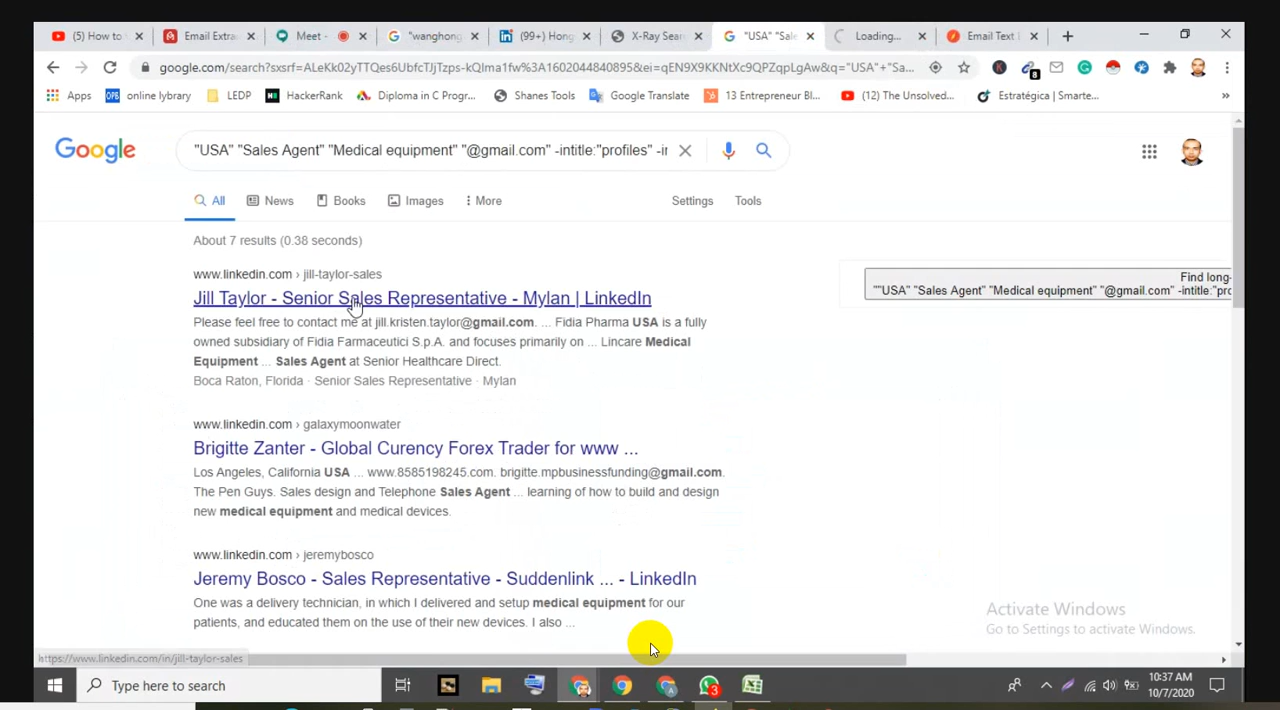 (5) How to
Email Extra
Meet -
"wanghong
(99+) Hong
X-Ray Sear
"USA" "Sale
Loading...
Email Text
google.com/search?sxsrf=ALeKk02yTTQes6UbfcTJjTzps-kQIma1fw%3A1602044840895&ei=qEN9X9KKNtXc9QPZqpLgAw&q="USA"+"Sa...
8
Apps
online lybrary
LEDP
HackerRank
Diploma in C Progr...
Shanes Tools
Google Translate
13 Entrepreneur Bl...
(12) The Unsolved...
Estratégica | Smarte...
»
Google
"USA" "Sales Agent" "Medical equipment" "@gmail.com" -intitle:"profiles" -ir
All
News
Books
Images
More
Settings
Tools
About 7 results (0.38 seconds)
www.linkedin.com › jill-taylor-sales
Jill Taylor - Senior Sales Representative - Mylan | LinkedIn
Please feel free to contact me at jill.kristen.taylor@gmail.com. ... Fidia Pharma USA is a fully
owned subsidiary of Fidia Farmaceutici S.p.A. and focuses primarily on ... Lincare Medical
Equipment ... Sales Agent at Senior Healthcare Direct.
Boca Raton, Florida · Senior Sales Representative · Mylan
Find long-
""USA" "Sales Agent" "Medical equipment" "@gmail.com" -intitle:"pro
www.linkedin.com › galaxymoonwater
Brigitte Zanter - Global Curency Forex Trader for www ...
Los Angeles, California USA ... www.8585198245.com. brigitte.mpbusinessfunding@gmail.com.
The Pen Guys. Sales design and Telephone Sales Agent ... learning of how to build and design
new medical equipment and medical devices.
www.linkedin.com › jeremybosco
Jeremy Bosco - Sales Representative - Suddenlink ... - LinkedIn
One was a delivery technician, in which I delivered and setup medical equipment for our
patients, and educated them on the use of their new devices. I also ...
Activate Windows
Go to Settings to activate Windows.
https://www.linkedin.com/in/jill-taylor-sales
Type here to search
3
10:37 AM
10/7/2020